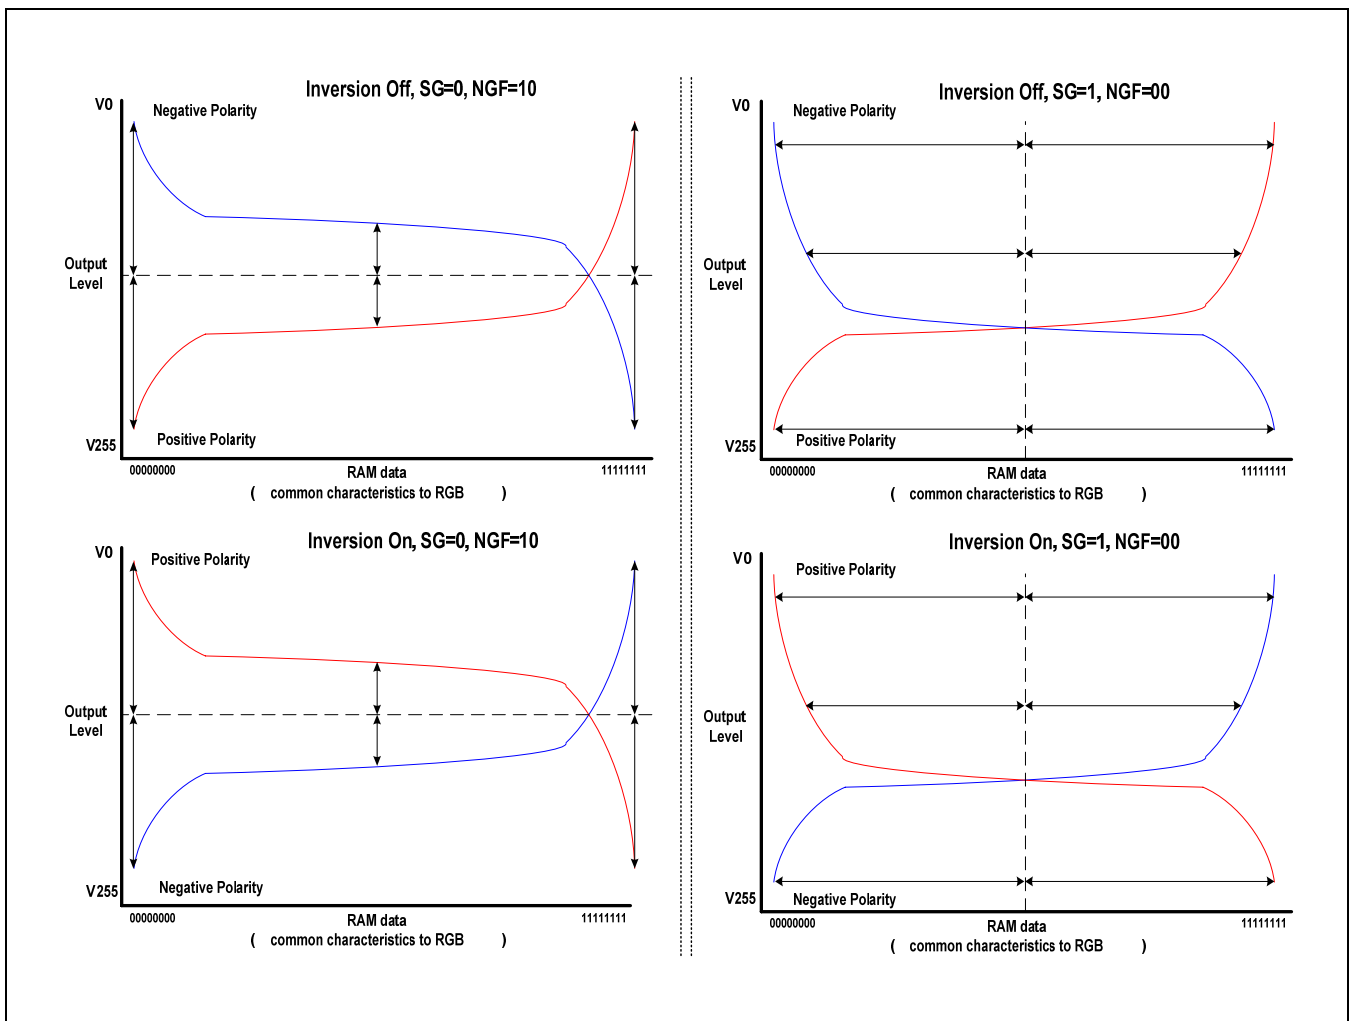 Inversion Off, SG=0, NGF=10
V0
Negative Polarity
Output
Level
V255
Positive Polarity
00000000
RAM data
11111111
( common characteristics to RGB )
Inversion Off, SG=1, NGF=00
V0
Negative Polarity
Output
Level
V255
Positive Polarity
00000000
RAM data
11111111
( common characteristics to RGB )
Inversion On, SG=0, NGF=10
V0
Positive Polarity
Output
Level
V255
Negative Polarity
00000000
RAM data
11111111
( common characteristics to RGB )
Inversion On, SG=1, NGF=00
V0
Positive Polarity
Output
Level
V255
Negative Polarity
00000000
RAM data
11111111
( common characteristics to RGB )